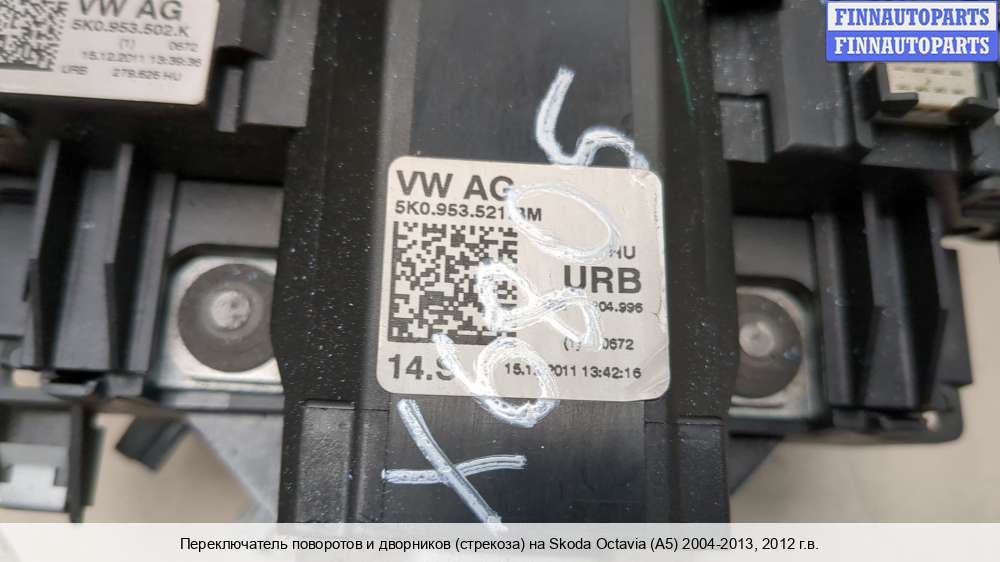 VW AG
5K0.953.502.K
(1) 0672
15.12.2011 13:39:36
URB 279.626 HU
FINNAUTOPARTS
FINNAUTOPARTS
VW AG
5K0.953.521
HU
URB
(1) 0672
2011 13:42:16
Переключатель поворотов и дворников (стрекоза) на Skoda Octavia (A5) 2004-2013, 2012 г.в.